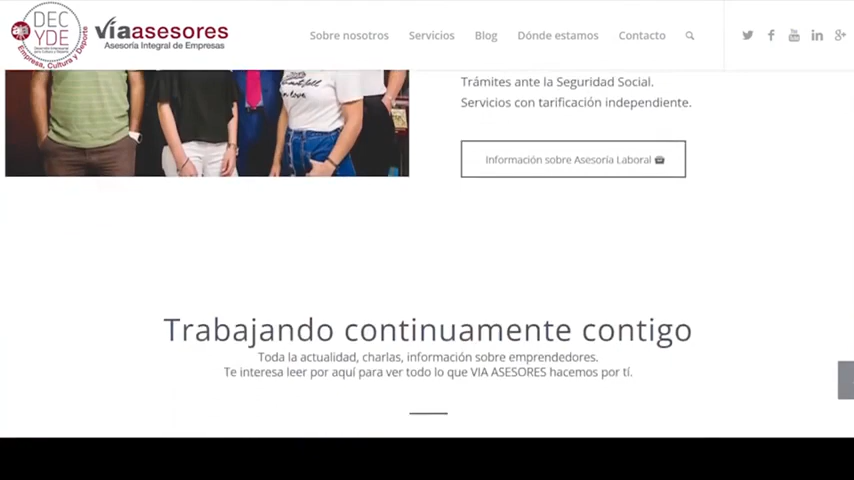 DEC
YDE
Empresa, Cultura y Deporte
víaasesores
Asesoría Integral de Empresas
Sobre nosotros
Servicios
Blog
Dónde estamos
Contacto
Trámites ante la Seguridad Social.
Servicios con tarificación independiente.
Información sobre Asesoría Laboral
Trabajando continuamente contigo
Toda la actualidad, charlas, información sobre emprendedores.
Te interesa leer por aquí para ver todo lo que VIA ASESORES hacemos por tí.